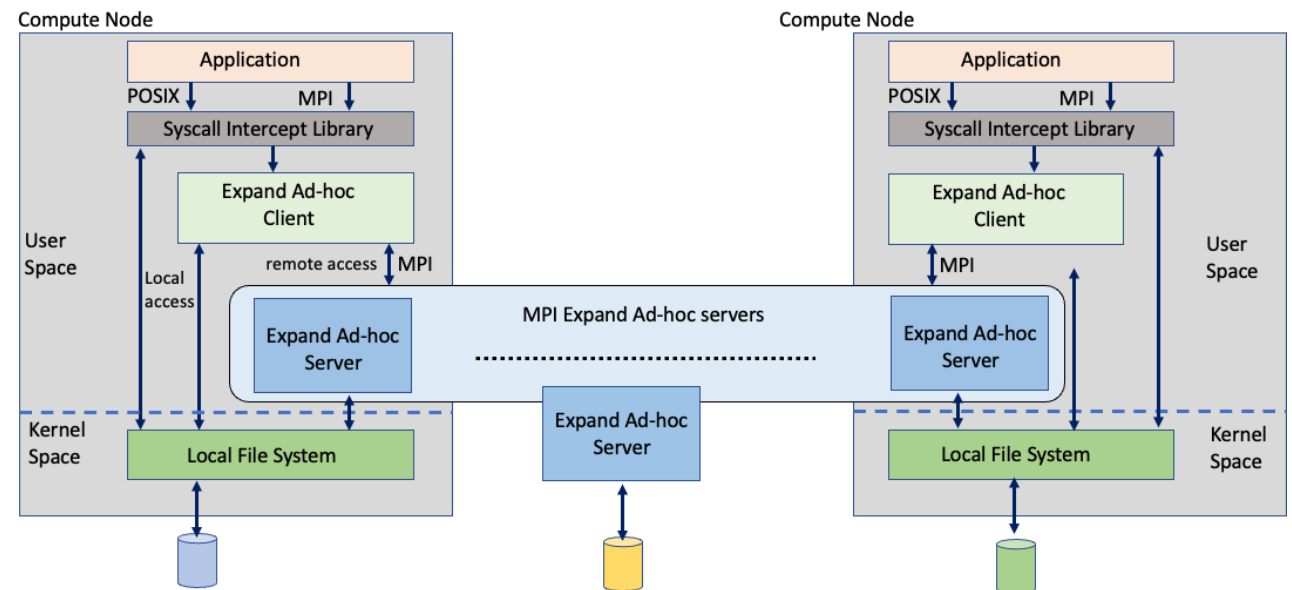 Compute Node
Application
POSIX
MPI
Syscall Intercept Library
Expand Ad-hoc
Client
User
Space
Local
access
remote access
MPI
Expand Ad-hoc
Server
Kernel
Space
Local File System
MPI Expand Ad-hoc servers
Expand Ad-hoc
Server
Compute Node
Application
POSIX
MPI
Syscall Intercept Library
Expand Ad-hoc
Client
User
Space
MPI
Expand Ad-hoc
Server
Local File System
Kernel
Space